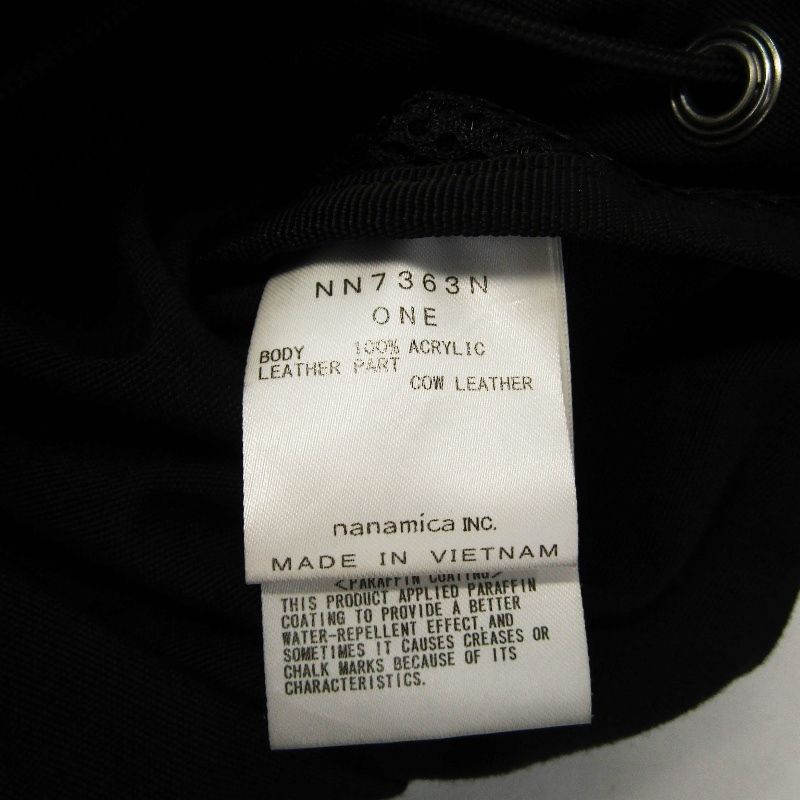 NN7363N
ONE
BODY 100% ACRYLIC
LEATHER PART
COW LEATHER
nanamica INC.
MADE IN VIETNAM
<PARAFFIN COATING>
THIS PRODUCT APPLIED PARAFFIN
COATING TO PROVIDE A BETTER
WATER-REPELLENT EFFECT, AND
SOMETIMES IT CAUSES CREASES OR
CHALK MARKS BECAUSE OF ITS
CHARACTERISTICS.